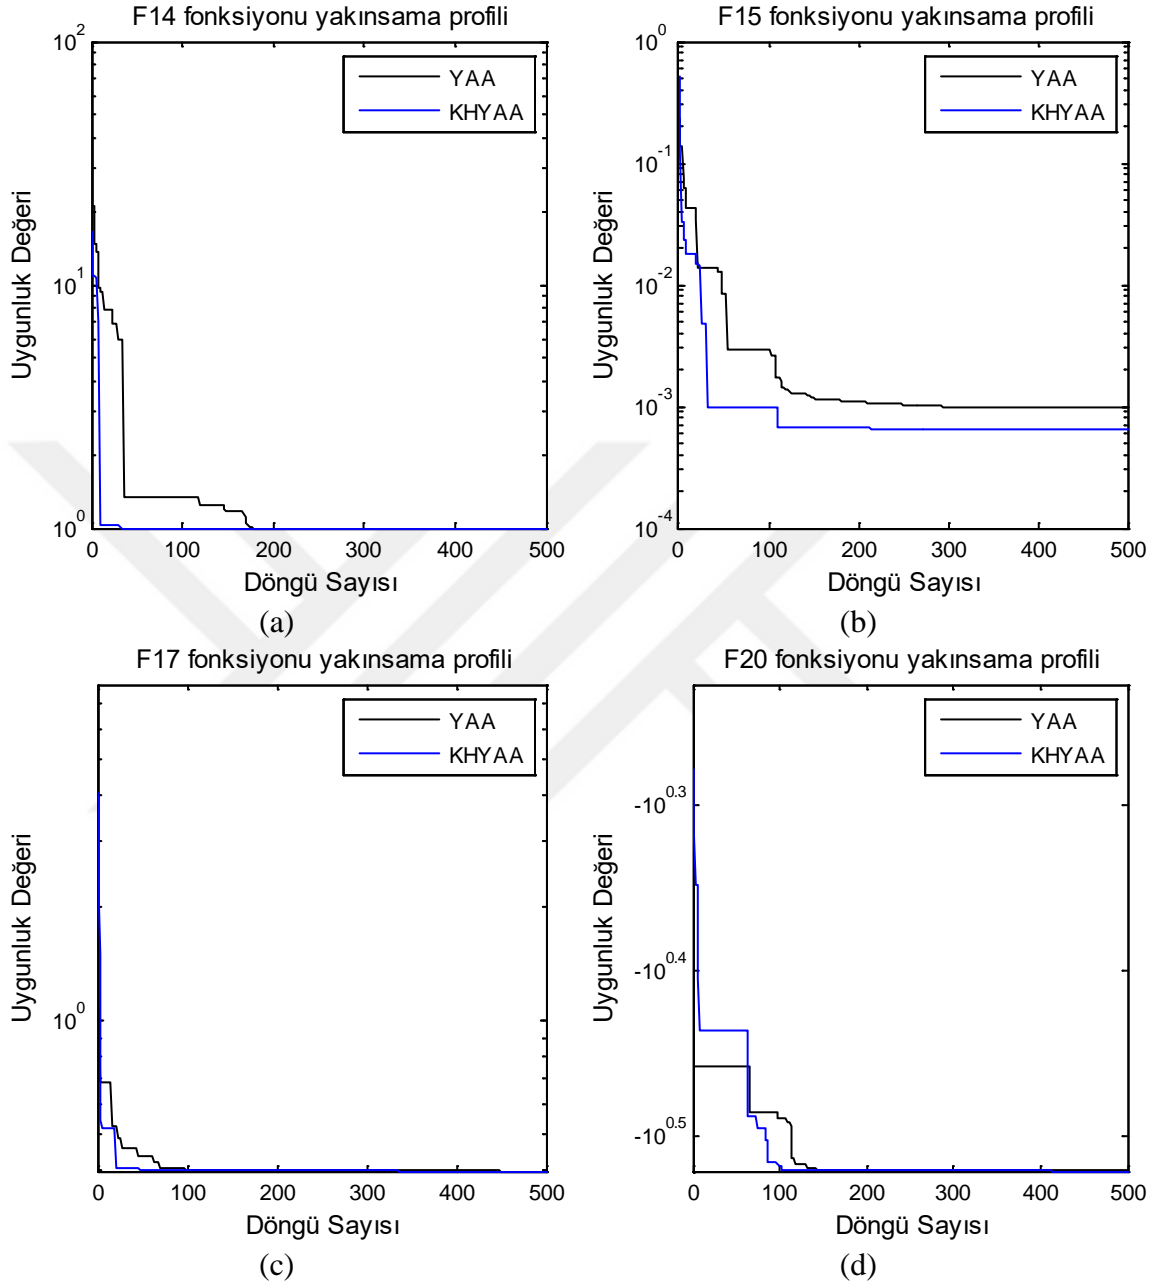 F14 fonksiyonu yakınsama profili
10^2
10^1
10^0
Uygunluk Değeri
YAA
KHYAA
0 100 200 300 400 500
Döngü Sayısı
(a)
F15 fonksiyonu yakınsama profili
10^0
10^-1
10^-2
10^-3
10^-4
Uygunluk Değeri
YAA
KHYAA
0 100 200 300 400 500
Döngü Sayısı
(b)
F17 fonksiyonu yakınsama profili
10^0
Uygunluk Değeri
YAA
KHYAA
0 100 200 300 400 500
Döngü Sayısı
(c)
F20 fonksiyonu yakınsama profili
-10^0.3
-10^0.4
-10^0.5
Uygunluk Değeri
YAA
KHYAA
0 100 200 300 400 500
Döngü Sayısı
(d)